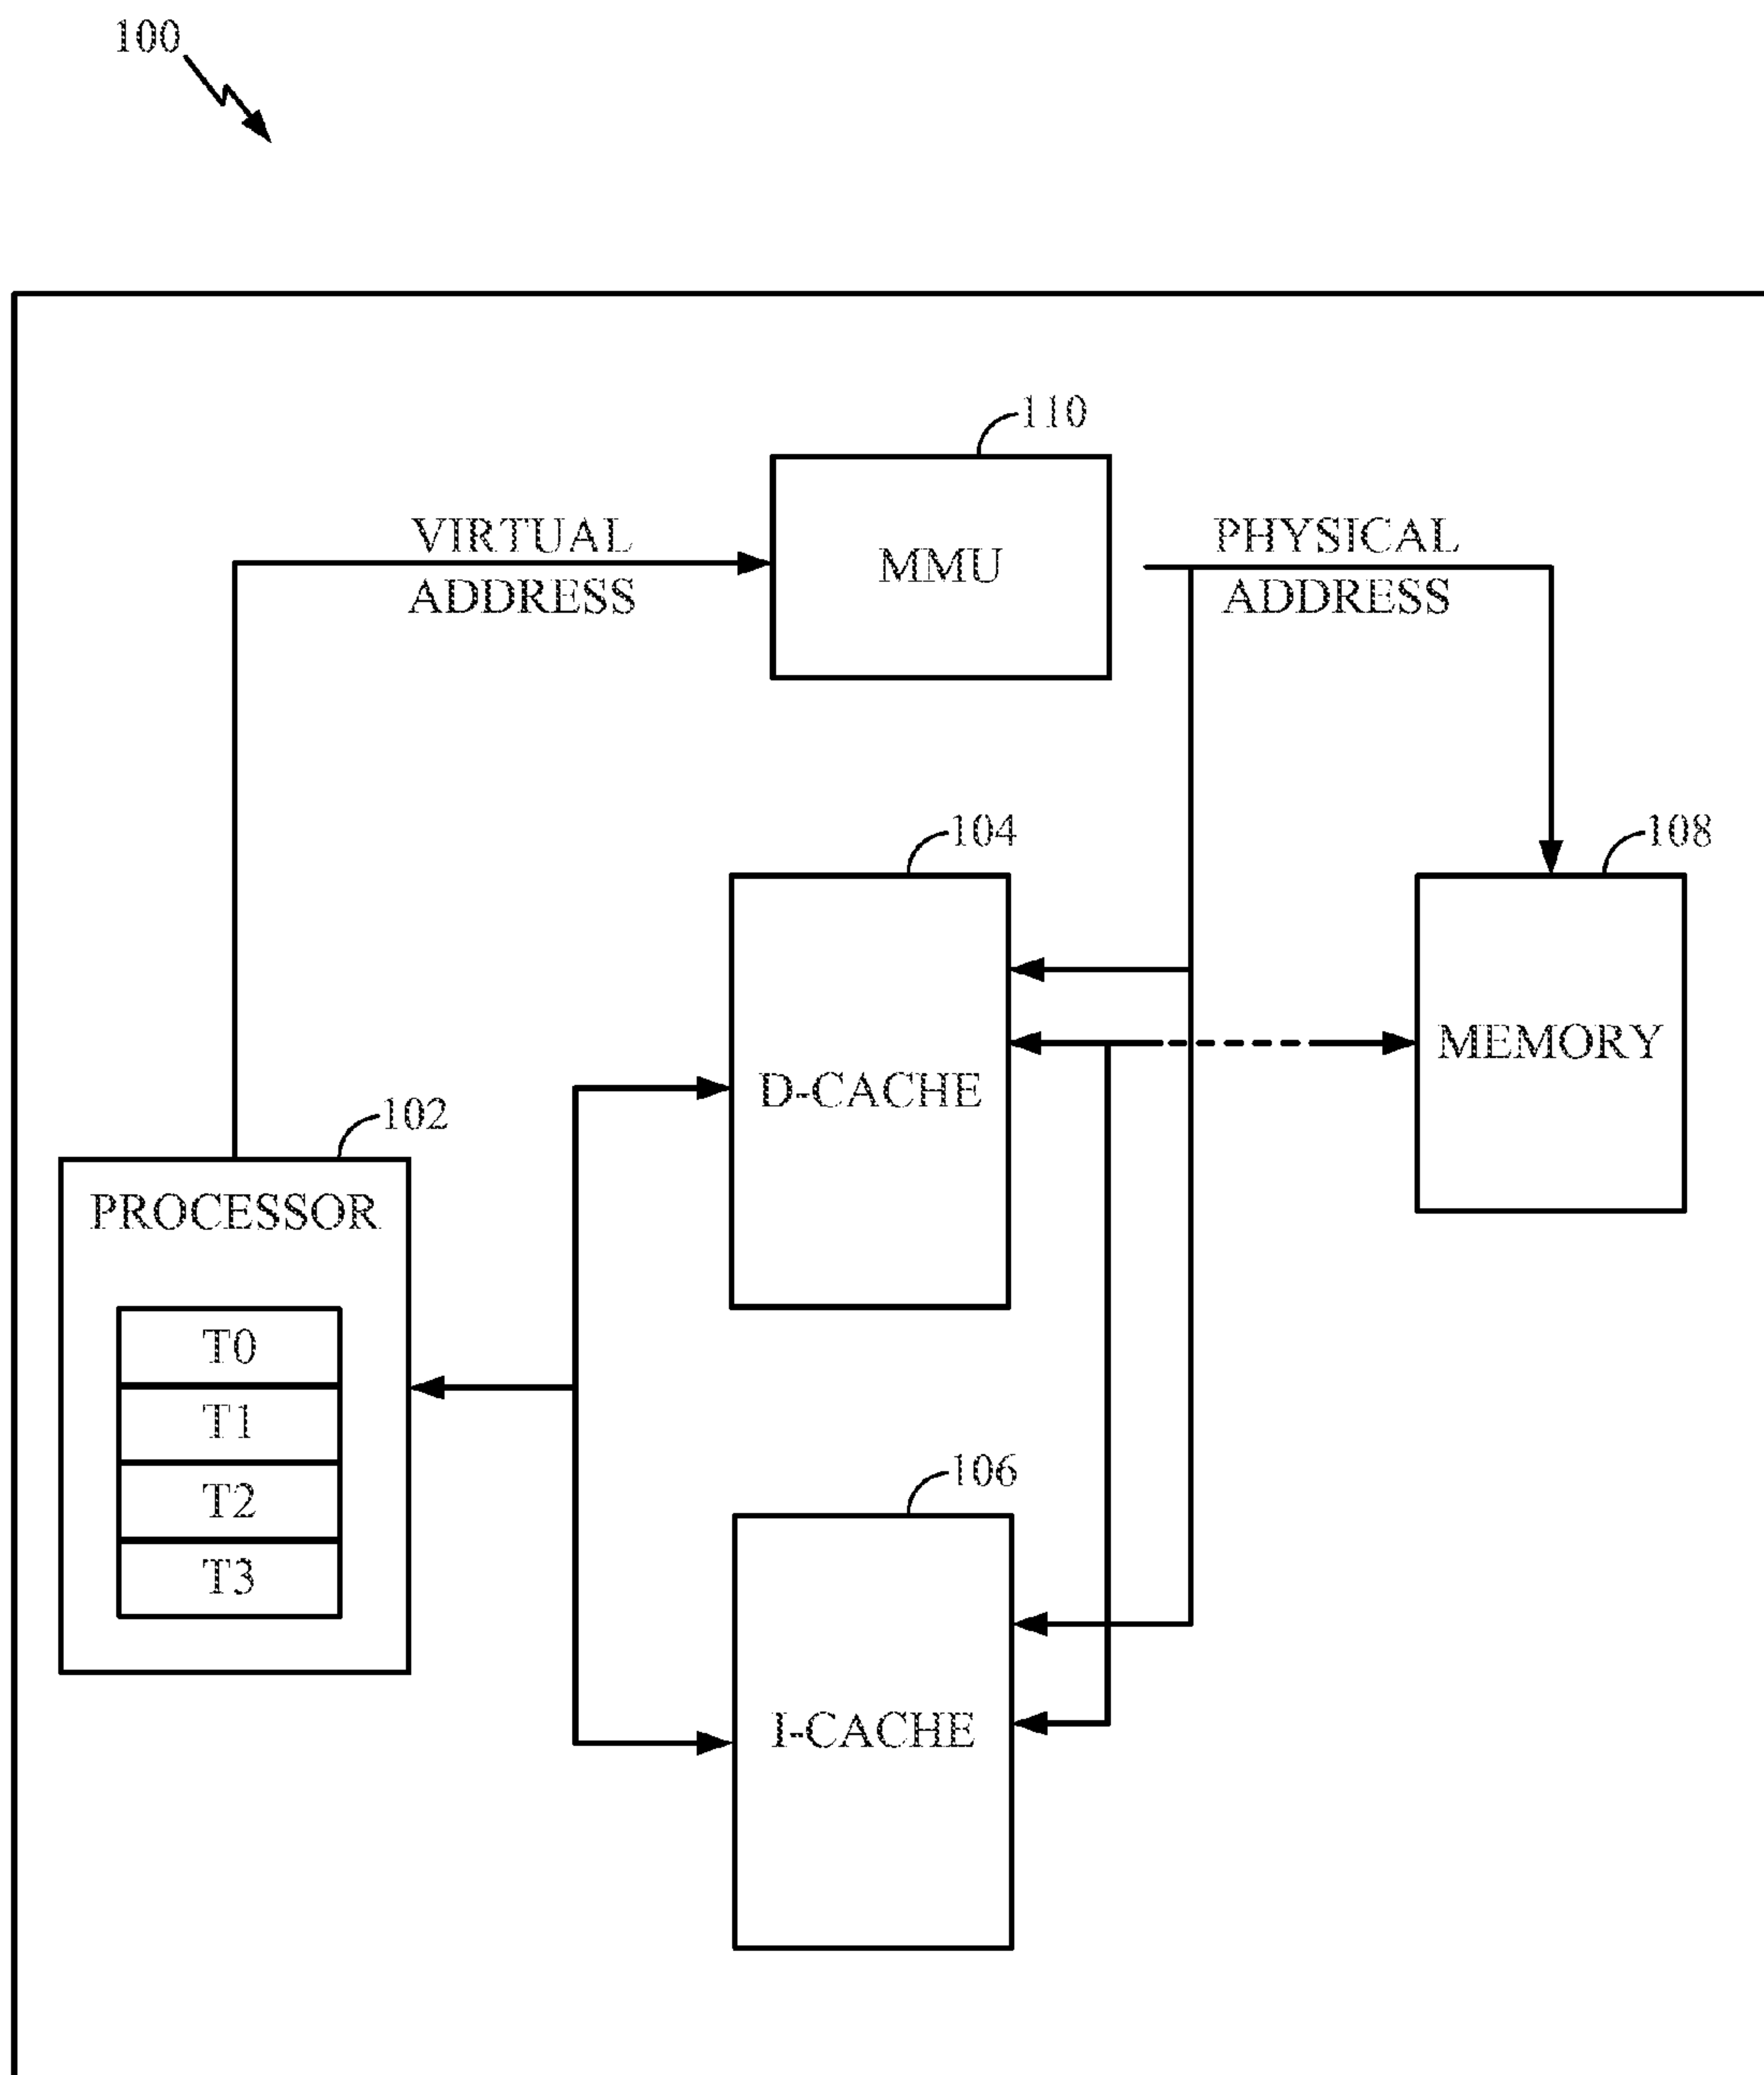 100
110
VIRTUAL
ADDRESS
MMU
PHYSICAL
ADDRESS
104
108
D-CACHE
MEMORY
102
PROCESSOR
T0
T1
T2
T3
106
I-CACHE